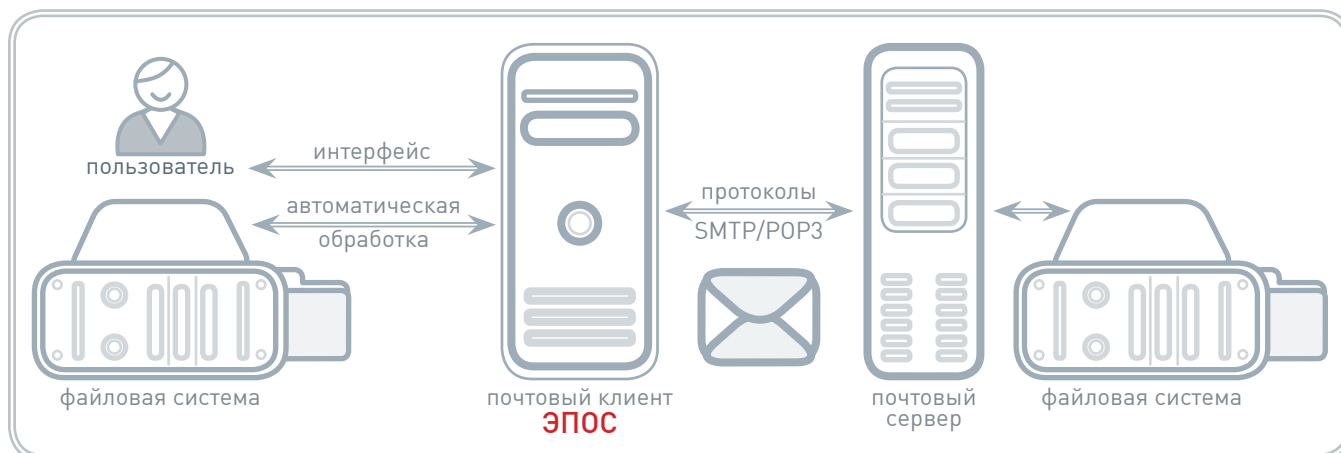 пользователь
интерфейс
автоматическая
обработка
протоколы
SMTP/POP3
файловая система
почтовый клиент
ЭПОС
почтовый
сервер
файловая система